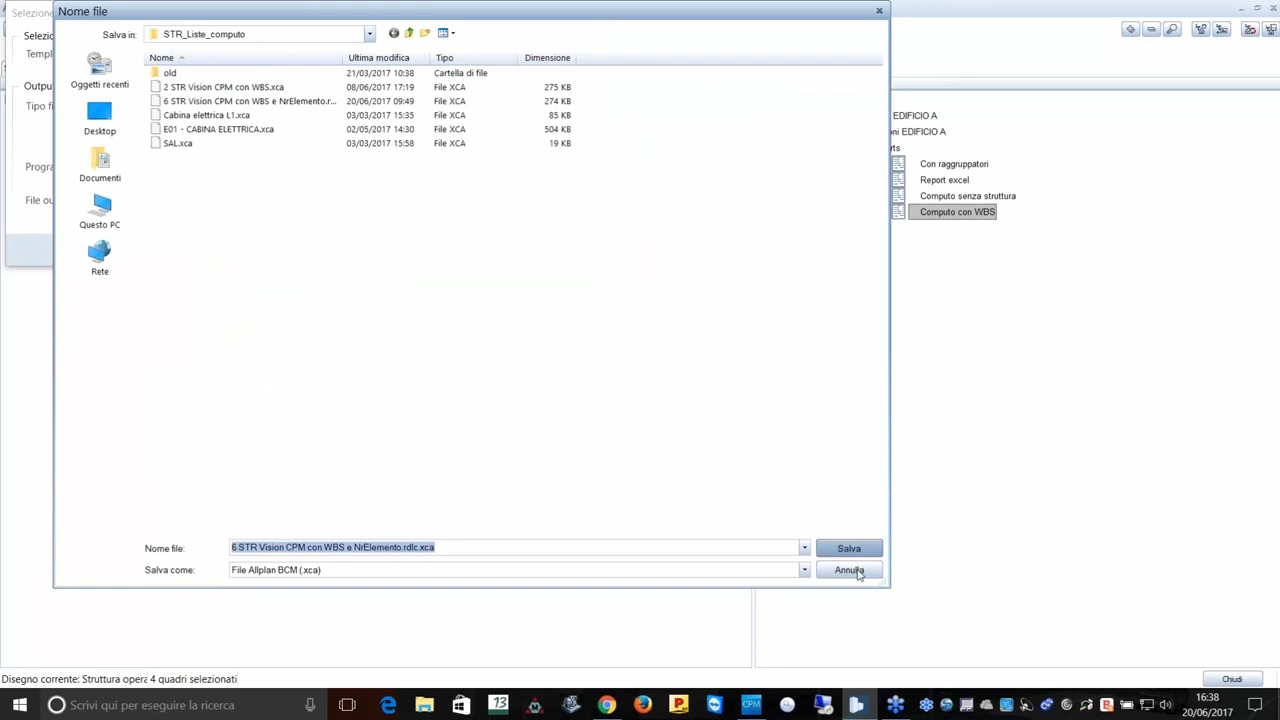 Selezione
Nome file
Selezi
Templ
Outpu
Tipo fi
Progra
File ou
Salva in: STR_Liste_computo
Oggetti recenti
Desktop
Documenti
Questo PC
Rete
Nome Ultima modifica Tipo Dimensione
old 21/03/2017 10:38 Cartella di file
2 STR Vision CPM con WBS.xca 08/06/2017 17:19 File XCA 275 KB
6 STR Vision CPM con WBS e NrElemento.r... 20/06/2017 09:49 File XCA 274 KB
Cabina elettrica L1.xca 03/03/2017 15:35 File XCA 85 KB
E01 - CABINA ELETTRICA.xca 02/05/2017 14:30 File XCA 504 KB
SAL.xca 03/03/2017 15:58 File XCA 19 KB
Nome file: 6 STR Vision CPM con WBS e NrElemento.rdlc.xca Salva
Salva come: File Allplan BCM (.xca) Annulla
EDIFICIO A
ni EDIFICIO A
rts
Con raggruppatori
Report excel
Computo senza struttura
Computo con WBS
Disegno corrente: Struttura opera 4 quadri selezionati
Chiudi
Scrivi qui per eseguire la ricerca
13
CPM
16:38
20/06/2017